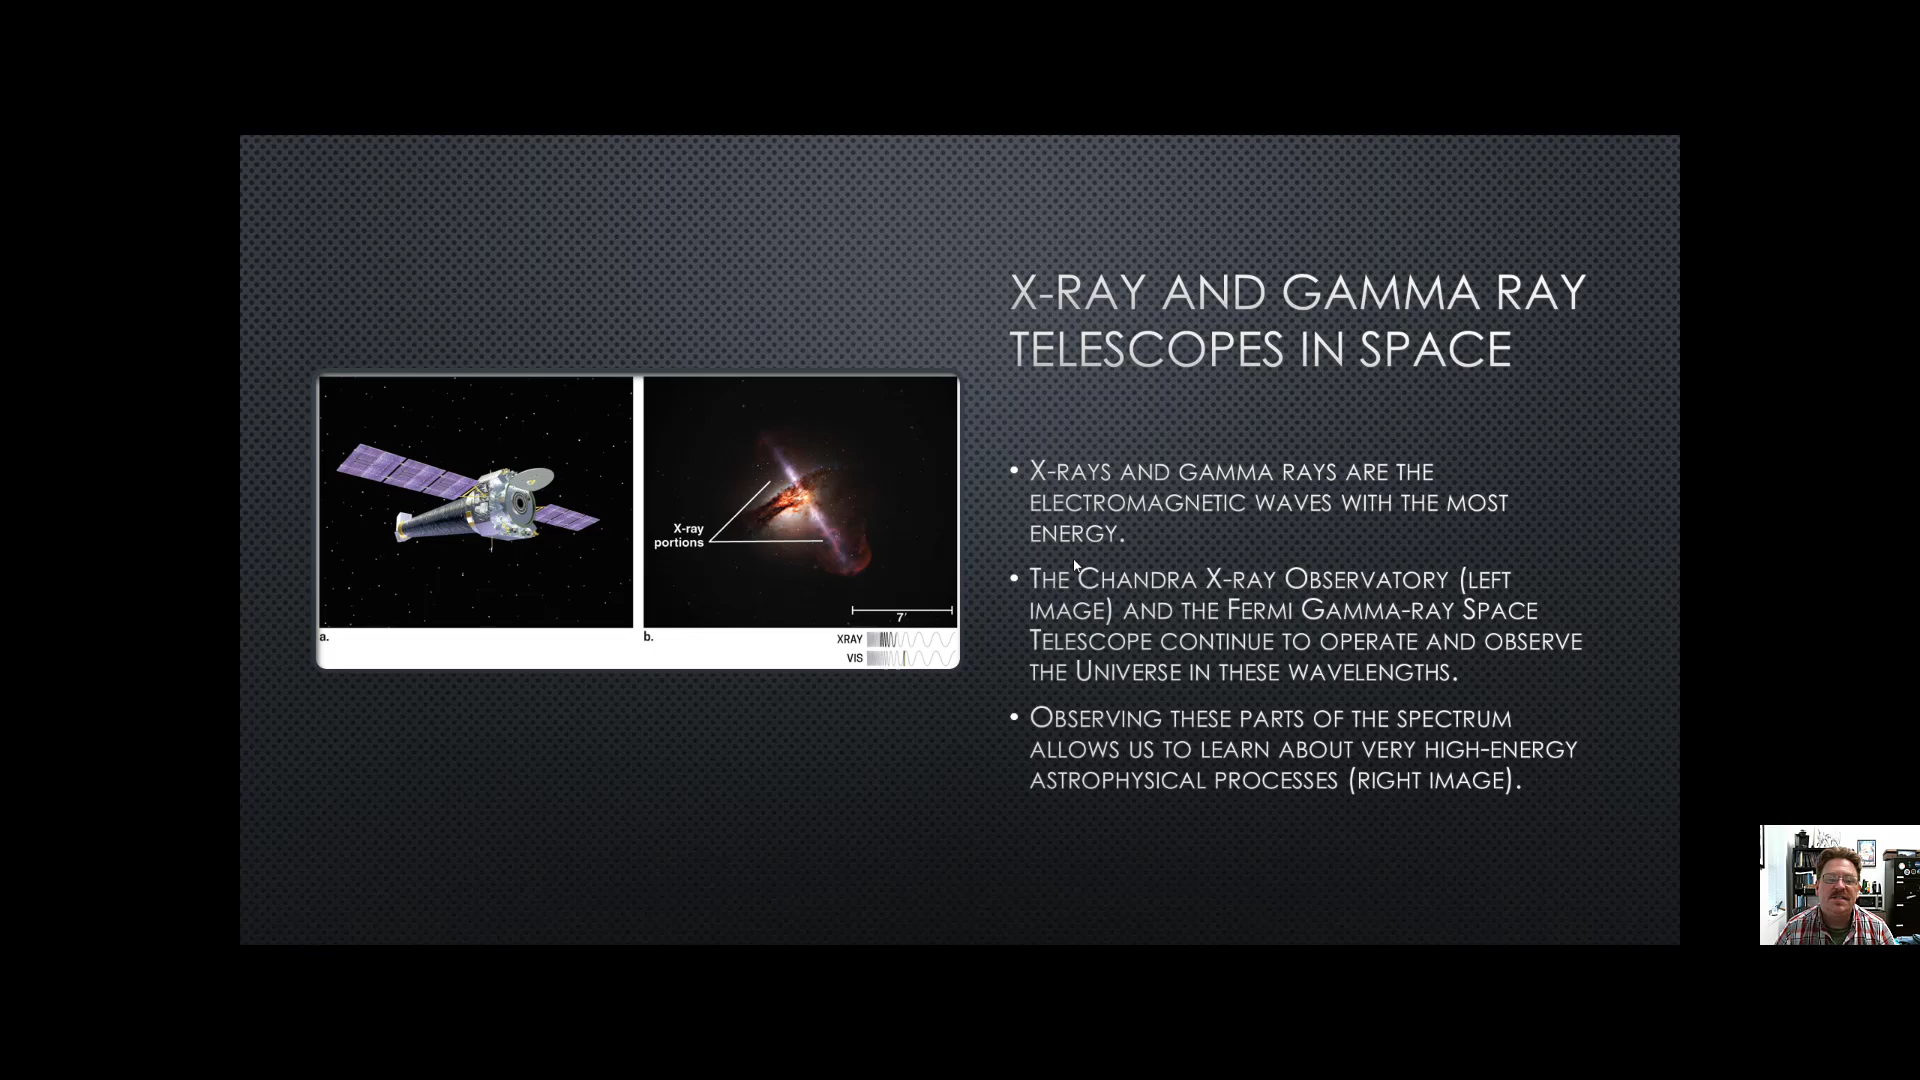 X-RAY AND GAMMA RAY
TELESCOPES IN SPACE
X-ray
portions
7'
a.
b.
XRAY
VIS
• X-RAYS AND GAMMA RAYS ARE THE
ELECTROMAGNETIC WAVES WITH THE MOST
ENERGY.
• THE CHANDRA X-RAY OBSERVATORY (LEFT
IMAGE) AND THE FERMI GAMMA-RAY SPACE
TELESCOPE CONTINUE TO OPERATE AND OBSERVE
THE UNIVERSE IN THESE WAVELENGTHS.
• OBSERVING THESE PARTS OF THE SPECTRUM
ALLOWS US TO LEARN ABOUT VERY HIGH-ENERGY
ASTROPHYSICAL PROCESSES (RIGHT IMAGE).